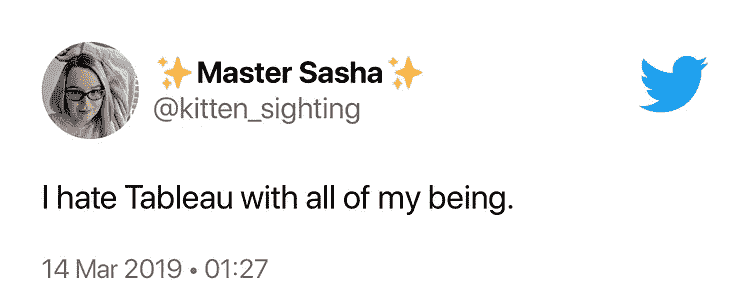 ✨Master Sasha✨
@kitten_sighting
I hate Tableau with all of my being.
14 Mar 2019 • 01:27